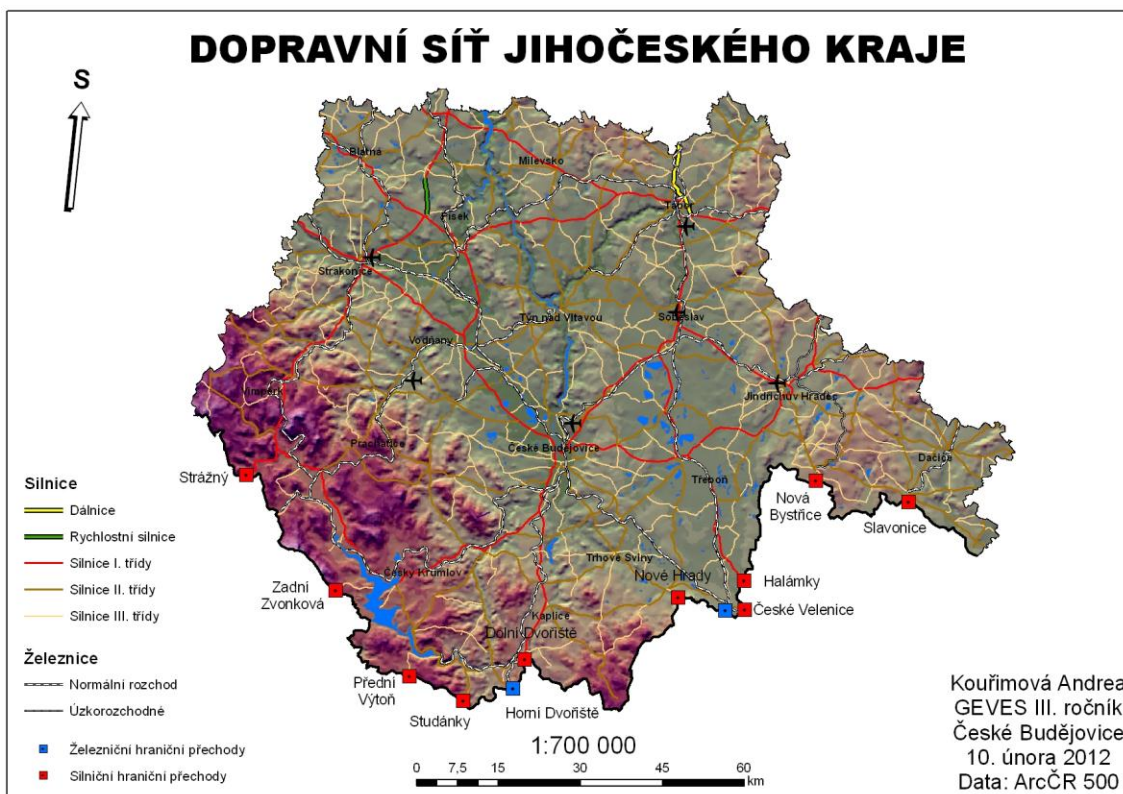 DOPRAVNÍ SÍŤ JIHOČESKÉHO KRAJE
S
Blatná
Milevsko
Písek
Tábor
Strakonice
Týn nad Vltavou
Soběslav
Vodňany
Vimperk
Jindřichův Hradec
Prachatice
České Budějovice
Dačice
Strážný
Třeboň
Nová
Bystřice
Slavonice
Trhové Sviny
Český Krumlov
Nové Hrady
Halámky
Zadní
Zvonková
České Velenice
Kaplice
Dolní Dvořiště
Přední
Výtoň
Studánky
Horní Dvořiště
Silnice
Dálnice
Rychlostní silnice
Silnice I. třídy
Silnice II. třídy
Silnice III. třídy
Železnice
Normální rozchod
Úzkorozchodné
Železniční hraniční přechody
Silniční hraniční přechody
1:700 000
0 7,5 15 30 45 60
km
Kouřimová Andrea
GEVES III. ročník
České Budějovice
10. února 2012
Data: ArcČR 500